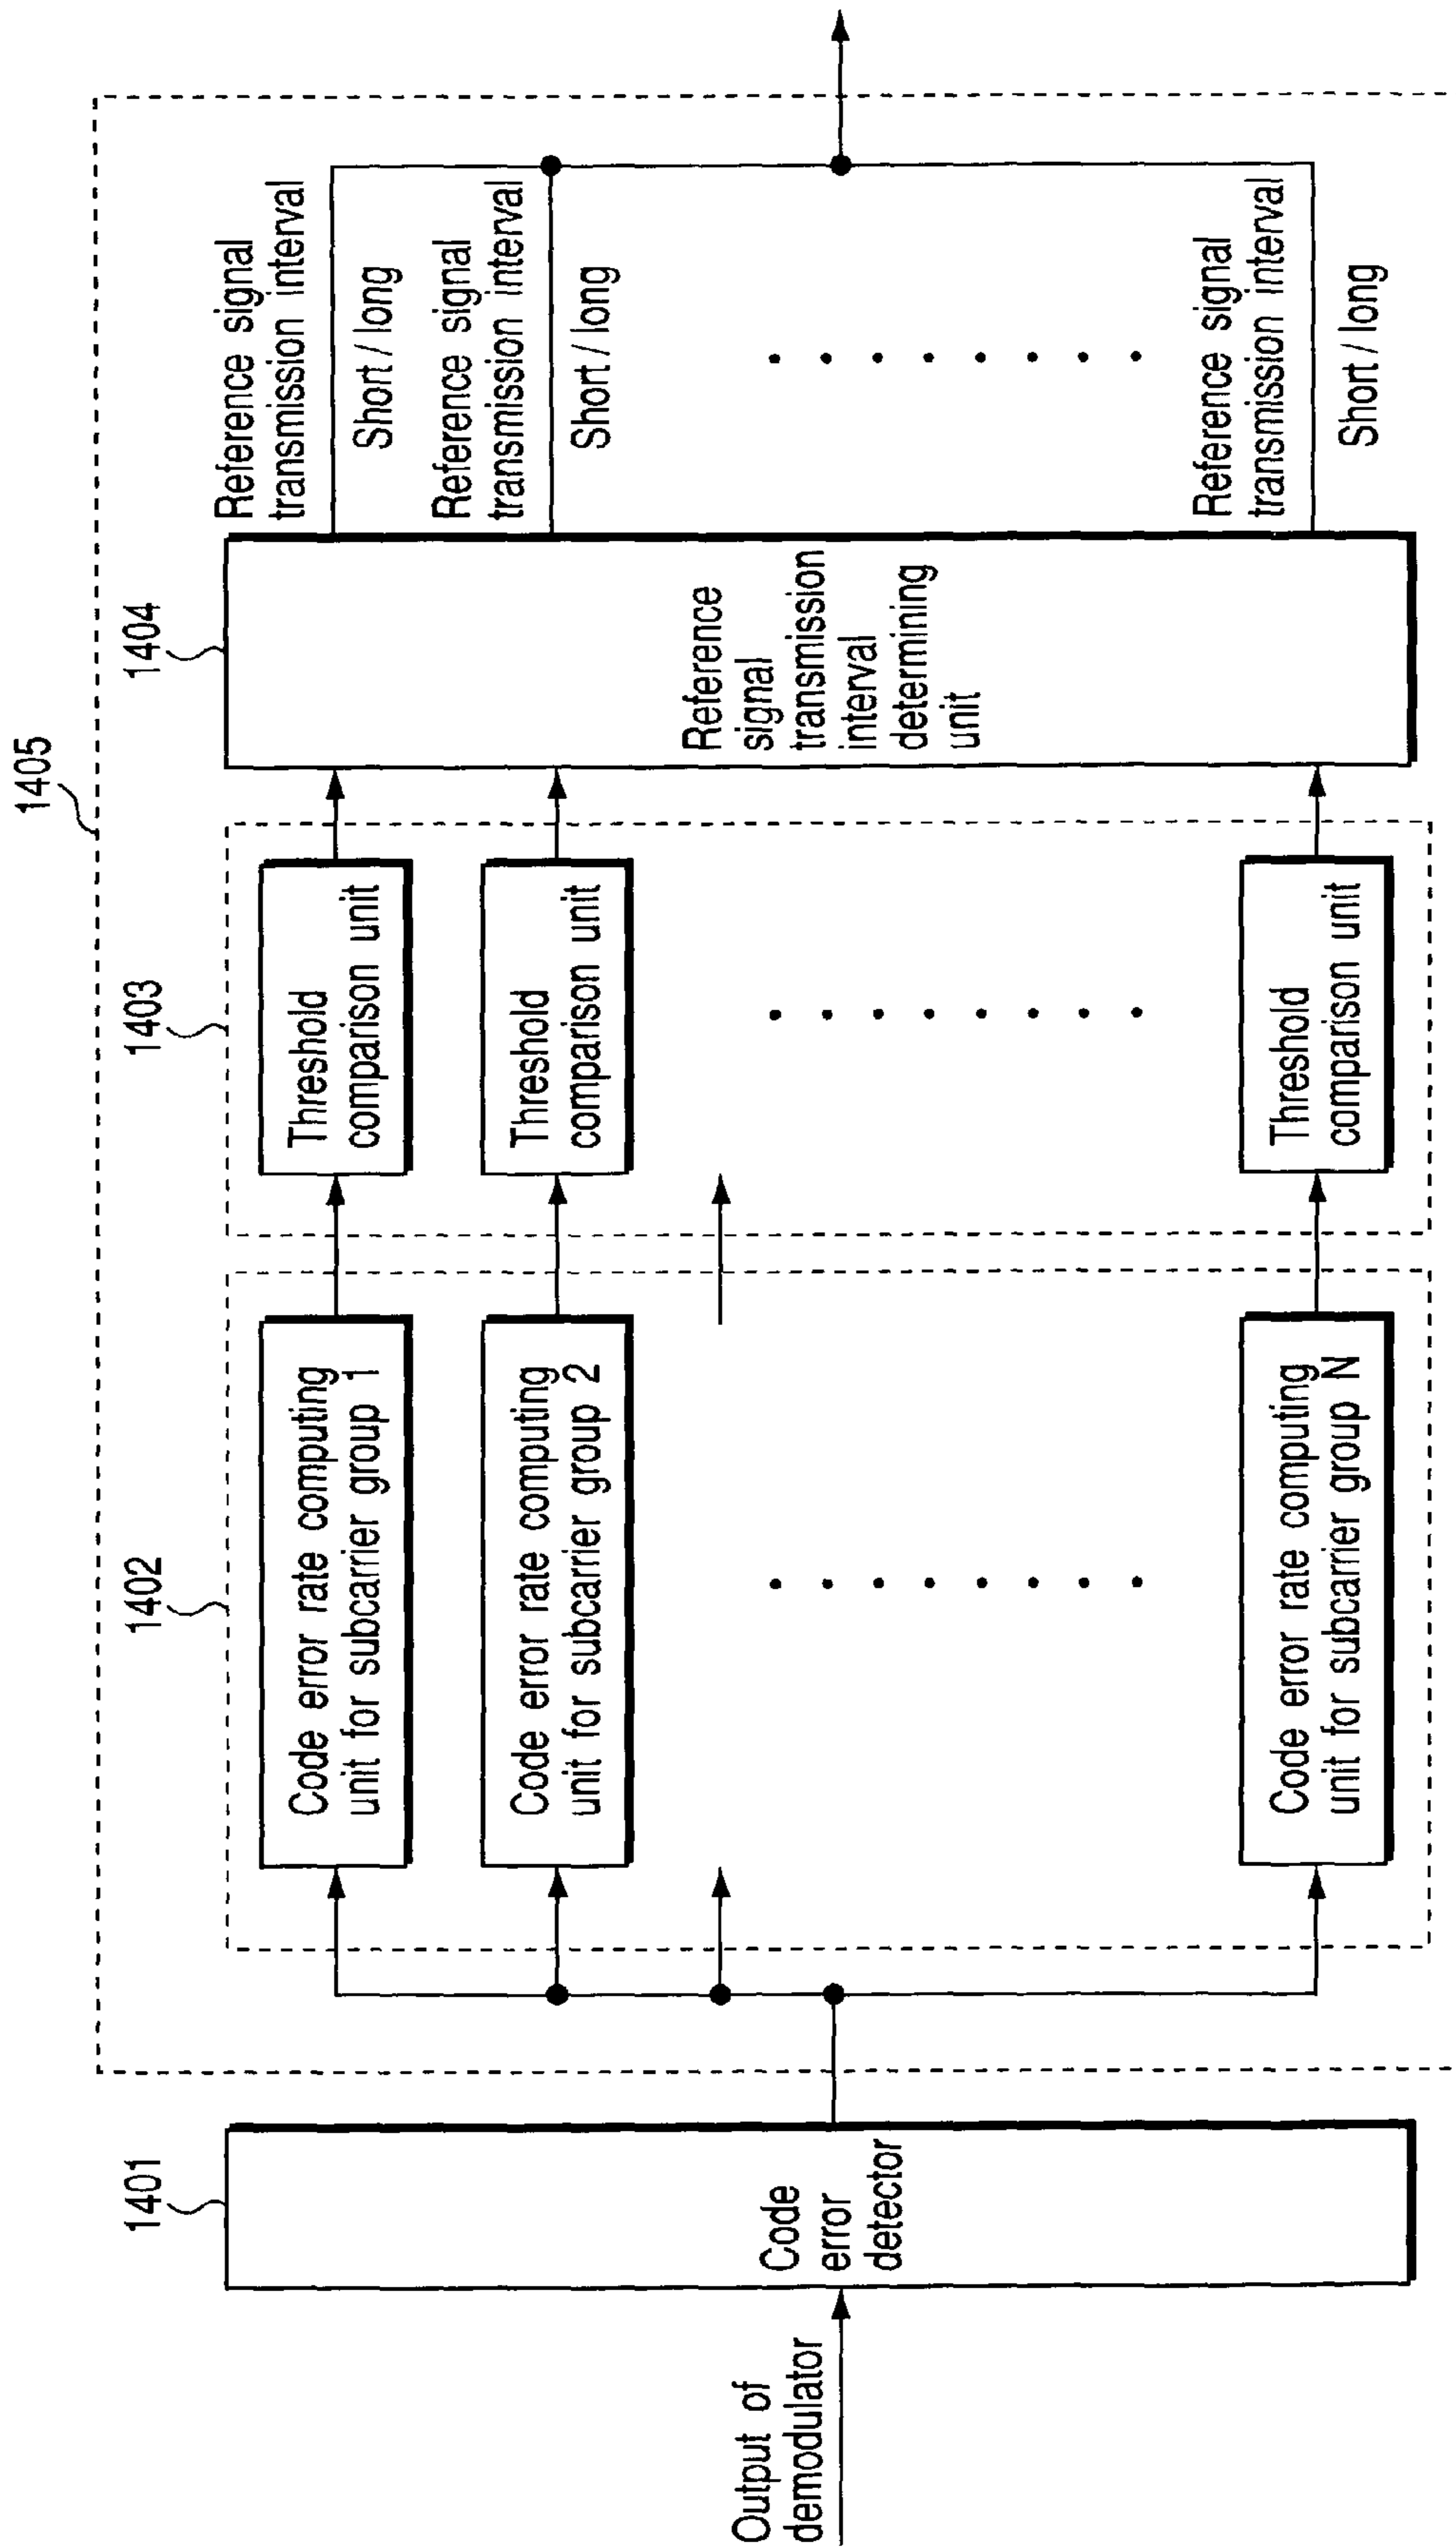 1405
1401
1402
1403
1404
Output of
demodulator
Code
error
detector
Code error rate computing
unit for subcarrier group 1
Code error rate computing
unit for subcarrier group 2
Code error rate computing
unit for subcarrier group N
Threshold
comparison unit
Threshold
comparison unit
Threshold
comparison unit
Reference
signal
transmission
interval
determining
unit
Reference signal
transmission interval
Short / long
Reference signal
transmission interval
Short / long
Reference signal
transmission interval
Short / long